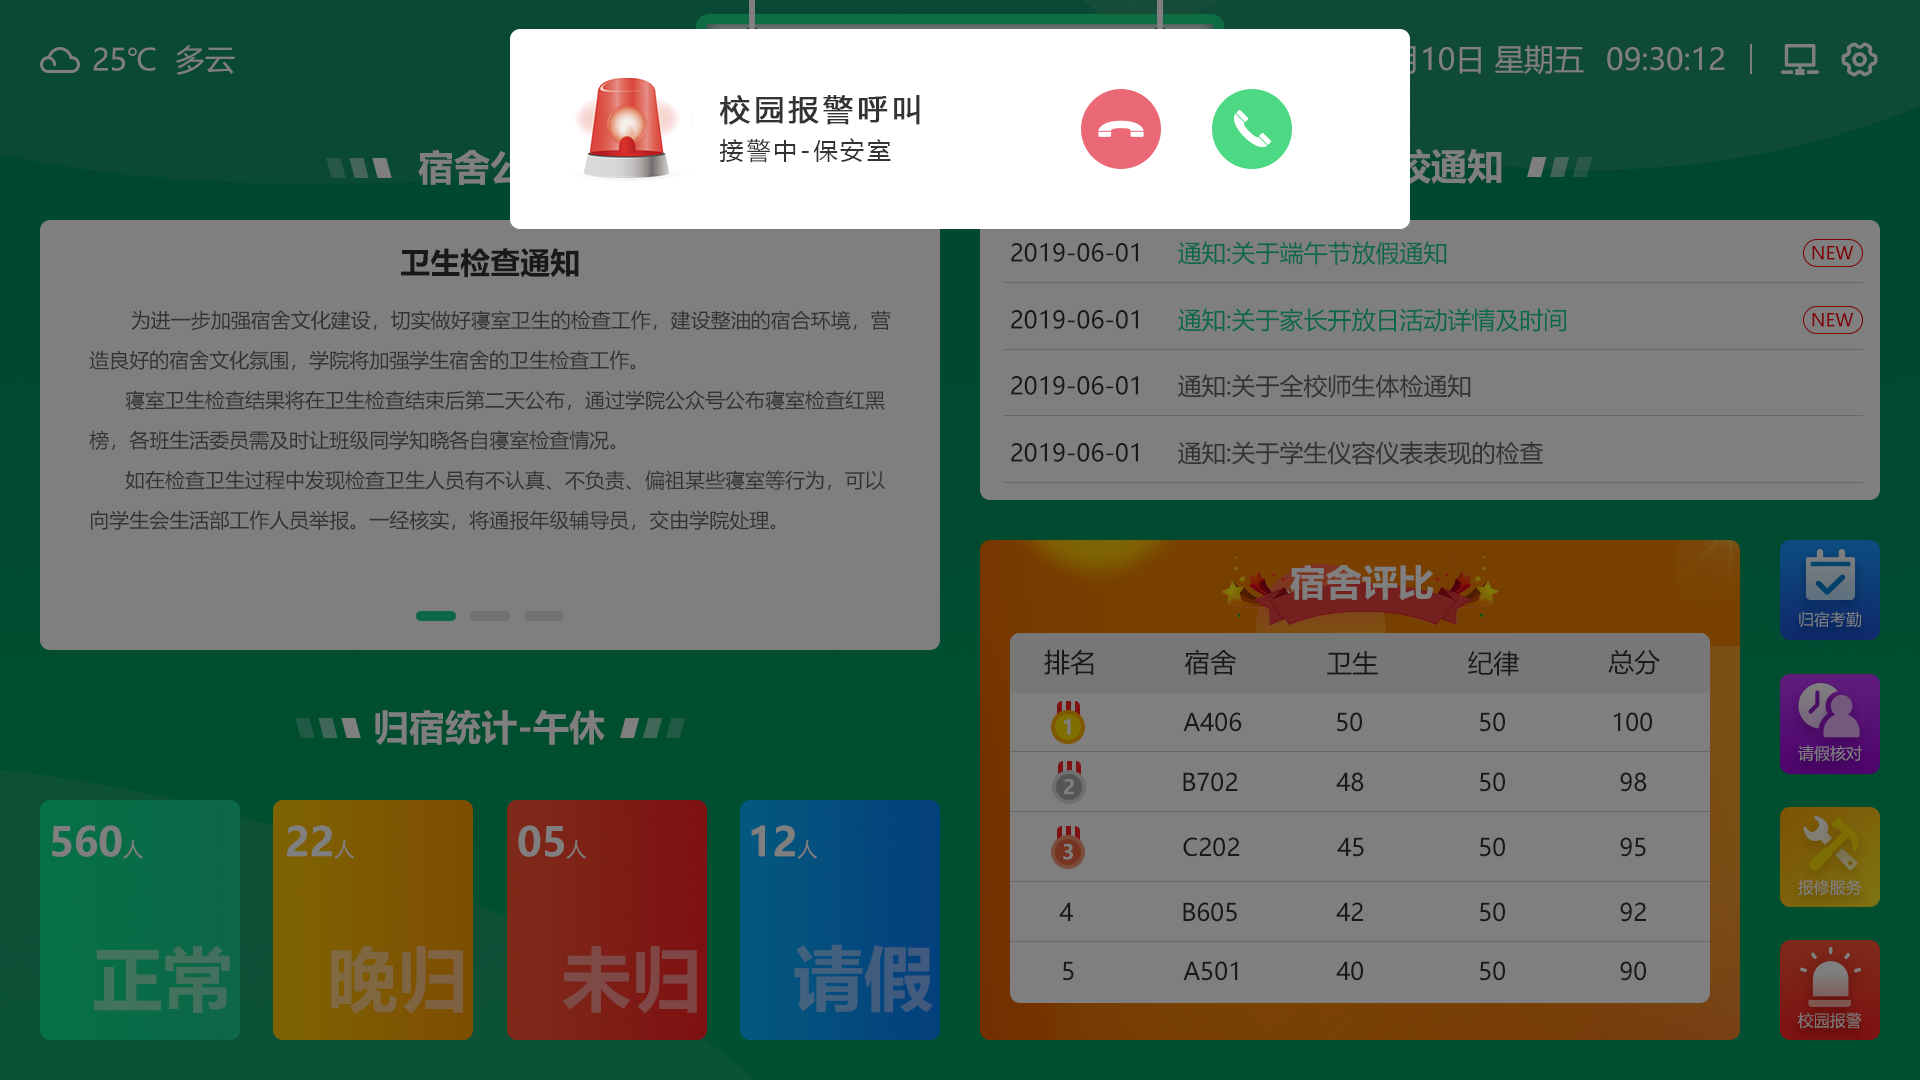 25℃ 多云
月10日 星期五 09:30:12
校园报警呼叫
接警中-保安室
宿舍公
校通知
卫生检查通知
为进一步加强宿舍文化建设，切实做好寝室卫生的检查工作，建设整油的宿合环境，营
造良好的宿舍文化氛围，学院将加强学生宿舍的卫生检查工作。
寝室卫生检查结果将在卫生检查结束后第二天公布，通过学院公众号公布寝室检查红黑
榜，各班生活委员需及时让班级同学知晓各自寝室检查情况。
如在检查卫生过程中发现检查卫生人员有不认真、不负责、偏祖某些寝室等行为，可以
向学生会生活部工作人员举报。一经核实，将通报年级辅导员，交由学院处理。
2019-06-01 通知:关于端午节放假通知 NEW
2019-06-01 通知:关于家长开放日活动详情及时间 NEW
2019-06-01 通知:关于全校师生体检通知
2019-06-01 通知:关于学生仪容仪表表现的检查
归宿统计-午休
560人
正常
22人
晚归
05人
未归
12人
请假
宿舍评比
排名 宿舍 卫生 纪律 总分
1 A406 50 50 100
2 B702 48 50 98
3 C202 45 50 95
4 B605 42 50 92
5 A501 40 50 90
归宿考勤
请假核对
报修服务
校园报警